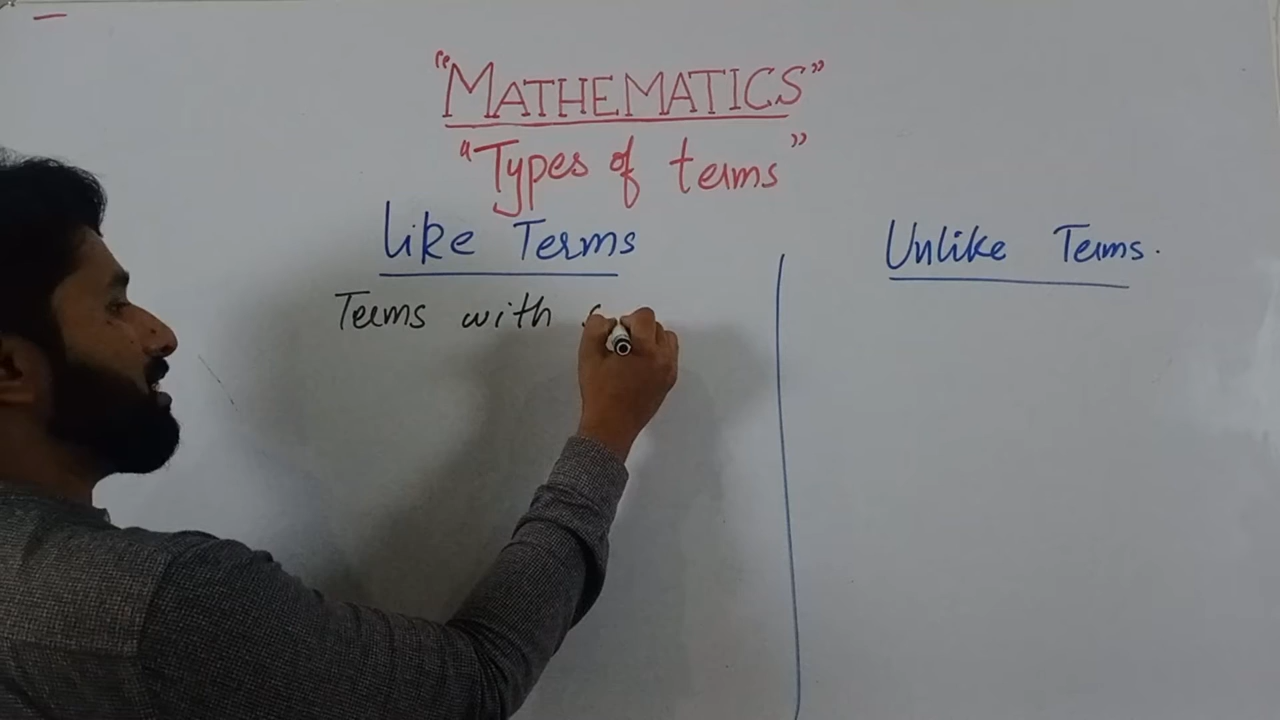 "MATHEMATICS"
"Types of terms"
Like Terms
Terms with
Unlike Terms.